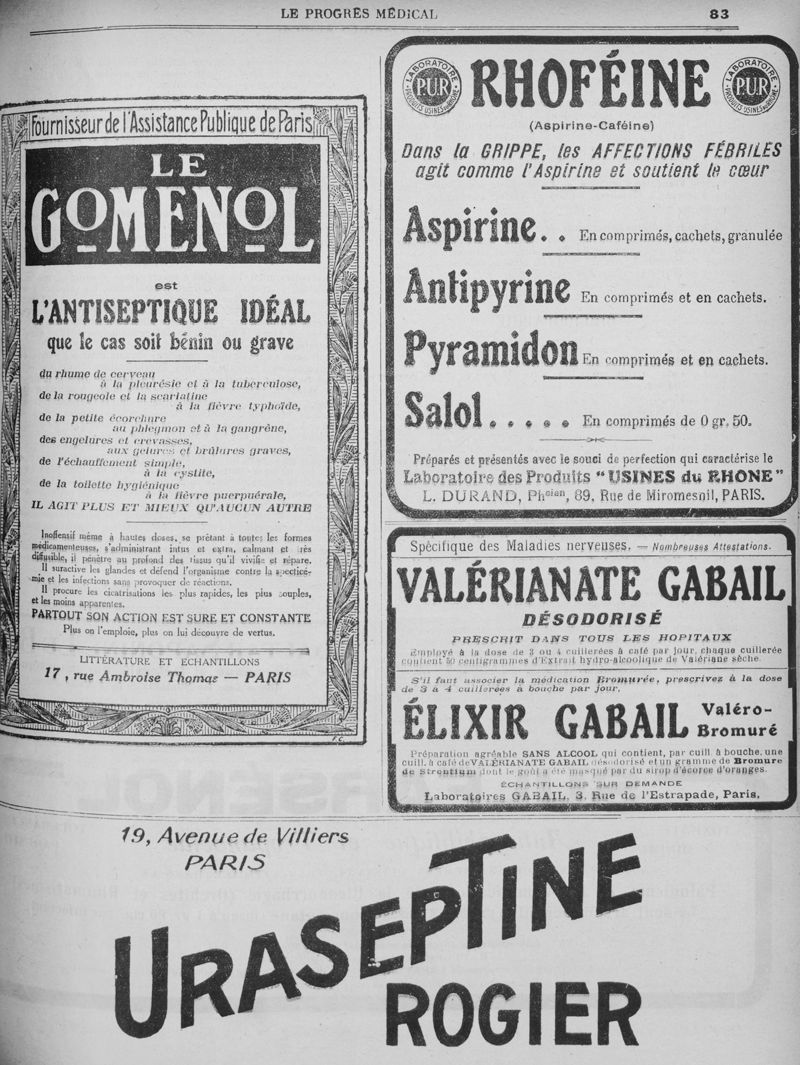 LE PROGRÈS MÉDICAL
83
Fournisseur de l'Assistance Publique de Paris
LE
GOMENOL
est
L'ANTISEPTIQUE IDÉAL
que le cas soit bénin ou grave
du rhume de cerveau
à la pleurésie et à la tuberculose,
de la rougeole et la scarlatine
à la fièvre typhoïde,
de la petite écorchure
au phlegmon et à la gangrène,
des engelures et crevasses,
aux gelures et brûlures graves,
de l'échauffement simple,
à la cystite,
de la toilette hygiénique
à la fièvre puerpuérale,
IL AGIT PLUS ET MIEUX QU'AUCUN AUTRE
Inoffensif même à hautes doses, se prêtant à toutes les formes
médicamenteuses, s'administrant intus et extra, calmant et très
diffusible, il pénètre au profond des tissus qu'il vivifie et répare.
Il suractive les glandes et défend l'organisme contre la specticé-
mie et les infections sans provoquer de réactions.
Il procure les cicatrisations les plus rapides, les plus souples,
et les moins apparentes.
PARTOUT SON ACTION EST SURE ET CONSTANTE
Plus on l'emploie, plus on lui découvre de vertus.
LITTÉRATURE ET ECHANTILLONS
17, rue Ambroise Thomas — PARIS
LABORATOIRE
P.U.R
PRODUITS USINES DU RHONE
RHOFÉINE
LABORATOIRE
P.U.R
PRODUITS USINES DU RHONE
(Aspirine-Caféine)
Dans la GRIPPE, les AFFECTIONS FÉBRILES
agit comme l'Aspirine et soutient le cœur
Aspirine. . En comprimés, cachets, granulée
Antipyrine En comprimés et en cachets.
Pyramidon En comprimés et en cachets.
Salol. . . . . En comprimés de 0 gr. 50.
Préparés et présentés avec le souci de perfection qui caractérise le
Laboratoire des Produits "USINES du RHONE"
L. DURAND, Phcien, 89, Rue de Miromesnil, PARIS.
Spécifique des Maladies nerveuses. — Nombreuses Attestations.
VALÉRIANATE GABAIL
DÉSODORISÉ
PRESCRIT DANS TOUS LES HOPITAUX
Employé à la dose de 3 ou 4 cuillerées à café par jour, chaque cuillerée
contient 50 centigrammes d'Extrait hydro-alcoolique de Valériane sèche.
S'il faut associer la médication Bromurée, prescrivez à la dose
de 3 à 4 cuillerées à bouche par jour,
ÉLIXIR GABAIL Valéro-
Bromuré
Préparation agréable SANS ALCOOL qui contient, par cuill. à bouche, une
cuill. à café de VALÉRIANATE GABAIL désodorisé et un gramme de Bromure
de Strontium dont le goût a été masqué par du sirop d'écorce d'oranges.
ÉCHANTILLONS SUR DEMANDE
Laboratoires GABAIL, 3, Rue de l'Estrapade, Paris.
19, Avenue de Villiers
PARIS
URASEPTINE
ROGIER